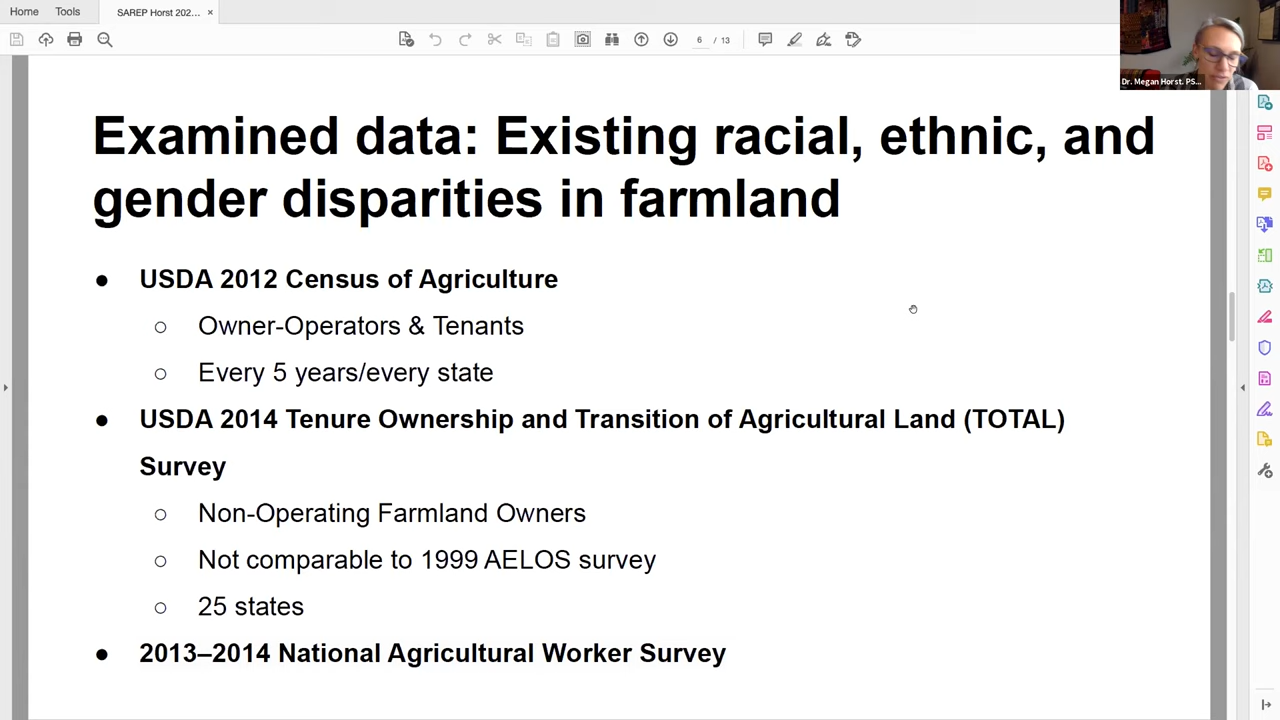 Home Tools SAREP Horst 202... ×
6 / 13
Dr. Megan Horst. PS...
Examined data: Existing racial, ethnic, and
gender disparities in farmland
● USDA 2012 Census of Agriculture
○ Owner-Operators & Tenants
○ Every 5 years/every state
● USDA 2014 Tenure Ownership and Transition of Agricultural Land (TOTAL)
Survey
○ Non-Operating Farmland Owners
○ Not comparable to 1999 AELOS survey
○ 25 states
● 2013–2014 National Agricultural Worker Survey